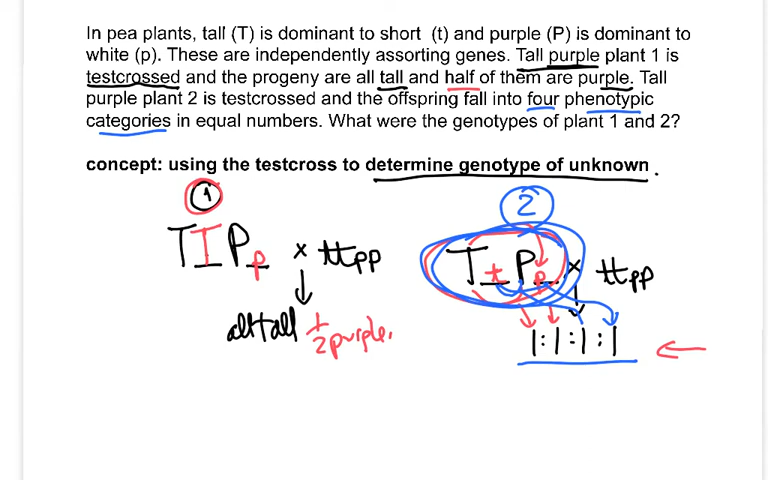 In pea plants, tall (T) is dominant to short (t) and purple (P) is dominant to
white (p). These are independently assorting genes. Tall purple plant 1 is
testcrossed and the progeny are all tall and half of them are purple. Tall
purple plant 2 is testcrossed and the offspring fall into four phenotypic
categories in equal numbers. What were the genotypes of plant 1 and 2?
concept: using the testcross to determine genotype of unknown .
1
2
TTPp × ttpp
TtPp × ttpp
all tall 1/2 purple.
1:1:1:1